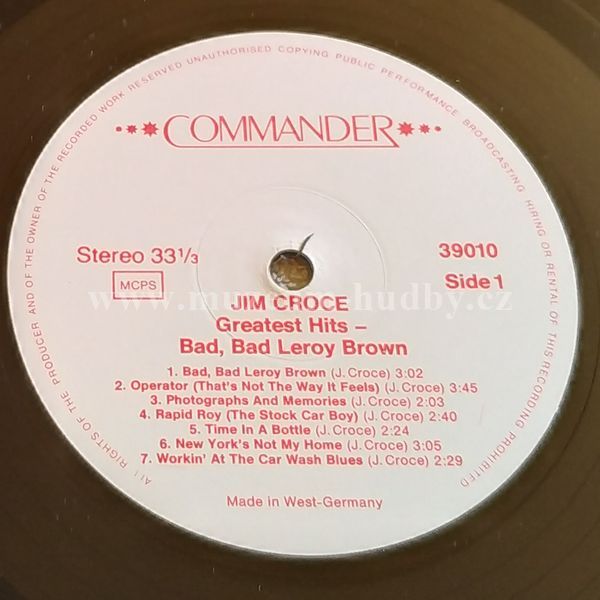 ALL RIGHTS OF THE PRODUCER AND OF THE OWNER OF THE RECORDED WORK RESERVED UNAUTHORISED COPYING PUBLIC PERFORMANCE BROADCASTING HIRING OR RENTAL OF THIS RECORDING PROHIBITED
COMMANDER
Stereo 33⅓
39010
MCPS
Side 1
www.muzeum-hudby.cz
JIM CROCE
Greatest Hits –
Bad, Bad Leroy Brown
1. Bad, Bad Leroy Brown (J. Croce) 3:02
2. Operator (That's Not The Way It Feels) (J. Croce) 3:45
3. Photographs And Memories (J. Croce) 2:03
4. Rapid Roy (The Stock Car Boy) (J. Croce) 2:40
5. Time In A Bottle (J. Croce) 2:24
6. New York's Not My Home (J. Croce) 3:05
7. Workin' At The Car Wash Blues (J. Croce) 2:29
Made in West-Germany